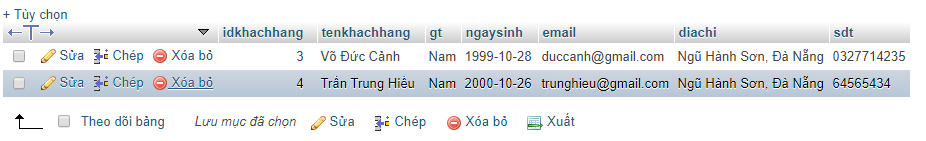 + Tùy chọn
←T→ idkhachhang tenkhachhang gt ngaysinh email diachi sdt
Sửa Chép Xóa bỏ 3 Võ Đức Cảnh Nam 1999-10-28 duccanh@gmail.com Ngũ Hành Sơn, Đà Nẵng 0327714235
Sửa Chép Xóa bỏ 4 Trần Trung Hiếu Nam 2000-10-26 trunghieu@gmail.com Ngũ Hành Sơn, Đà Nẵng 64565434
Theo dõi bảng Lưu mục đã chọn Sửa Chép Xóa bỏ Xuất